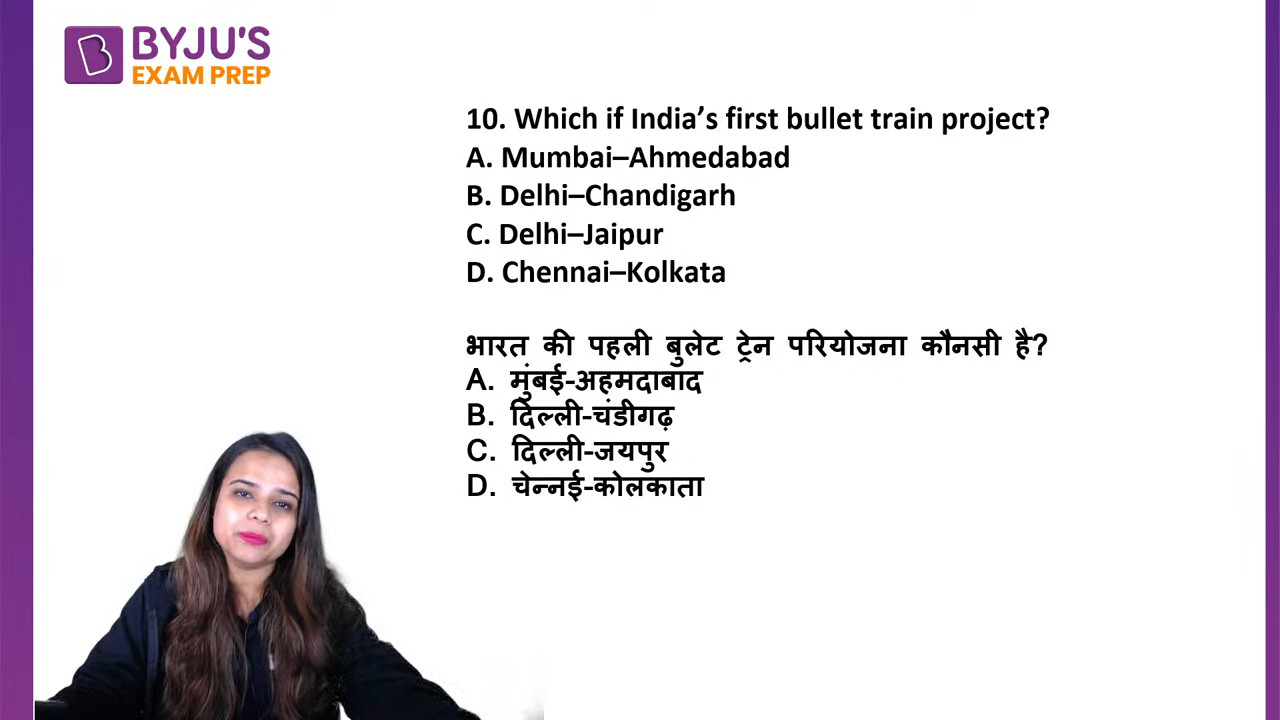 BYJU'S
EXAM PREP
10. Which if India’s first bullet train project?
A. Mumbai–Ahmedabad
B. Delhi–Chandigarh
C. Delhi–Jaipur
D. Chennai–Kolkata
भारत की पहली बुलेट ट्रेन परियोजना कौनसी है?
A. मुंबई-अहमदाबाद
B. दिल्ली-चंडीगढ़
C. दिल्ली-जयपुर
D. चेन्नई-कोलकाता